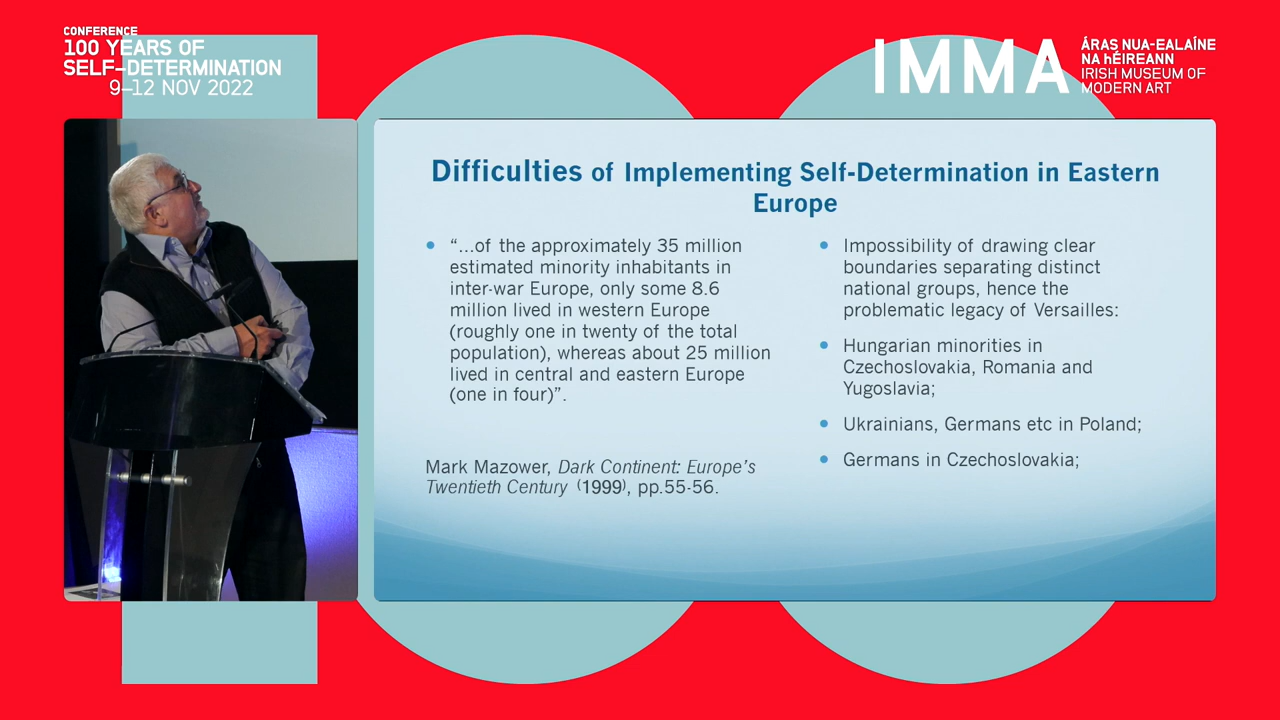 CONFERENCE
100 YEARS OF
SELF-DETERMINATION
9–12 NOV 2022
IMMA
ÁRAS NUA-EALAÍNE
NA hÉIREANN
IRISH MUSEUM OF
MODERN ART
Difficulties of Implementing Self-Determination in Eastern
Europe
• “...of the approximately 35 million
estimated minority inhabitants in
inter-war Europe, only some 8.6
million lived in western Europe
(roughly one in twenty of the total
population), whereas about 25 million
lived in central and eastern Europe
(one in four)”.
Mark Mazower, Dark Continent: Europe’s
Twentieth Century (1999), pp.55-56.
• Impossibility of drawing clear
boundaries separating distinct
national groups, hence the
problematic legacy of Versailles:
• Hungarian minorities in
Czechoslovakia, Romania and
Yugoslavia;
• Ukrainians, Germans etc in Poland;
• Germans in Czechoslovakia;